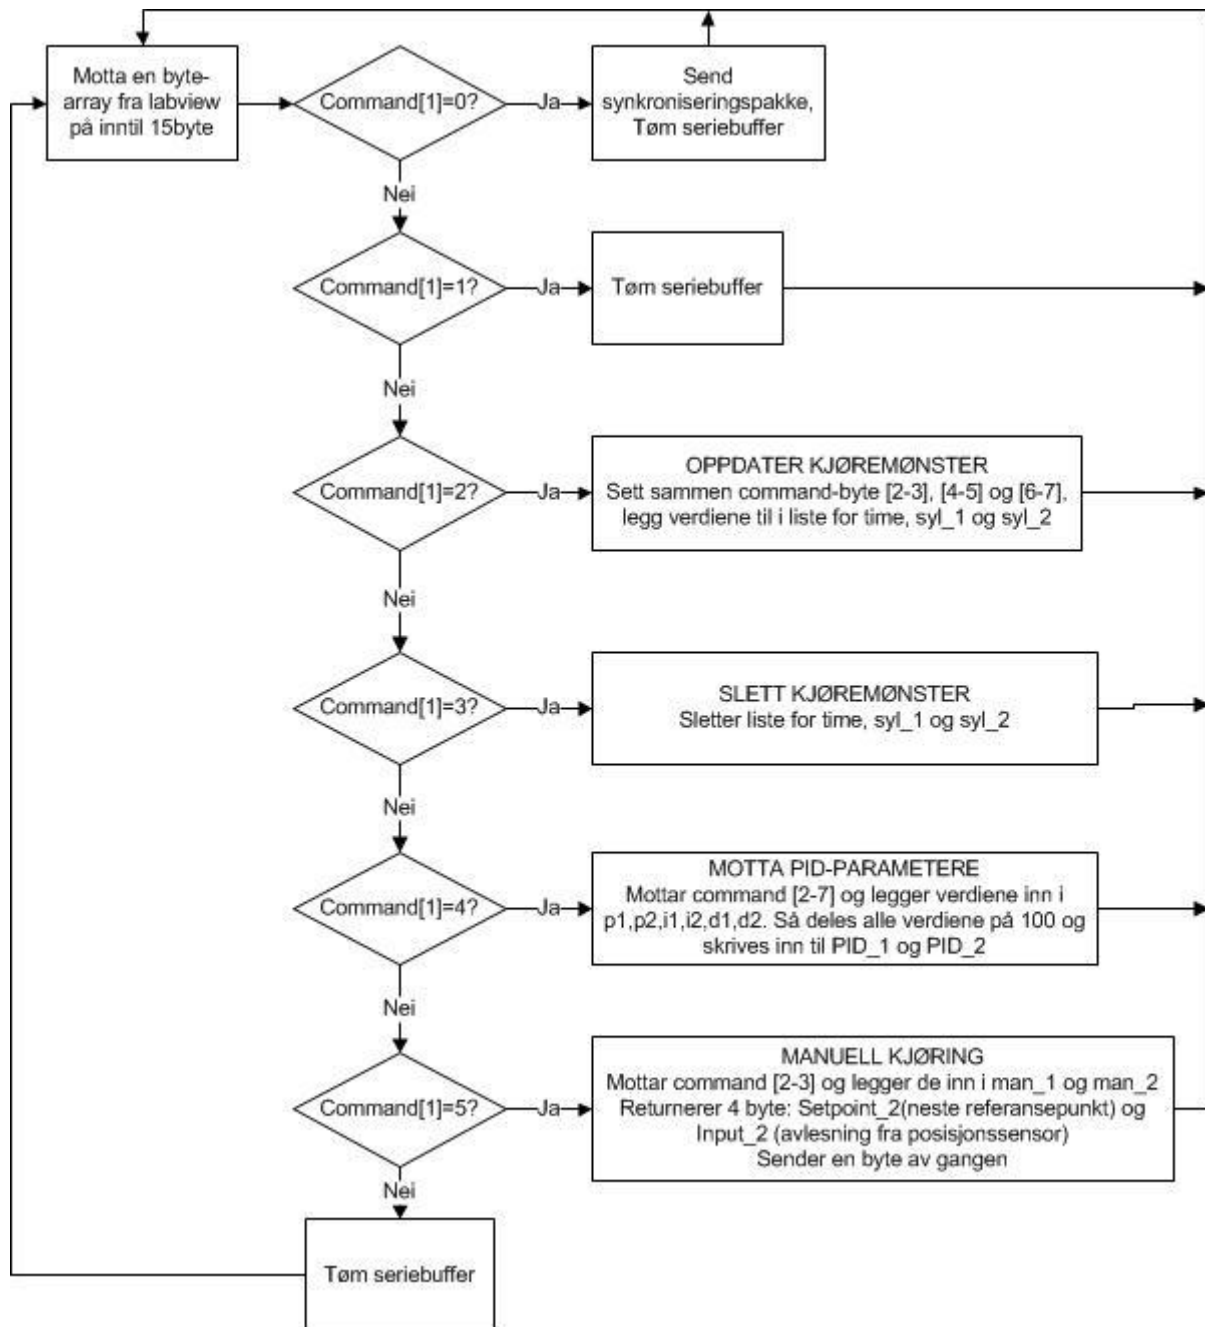 Motta en byte-
array fra labview
på inntil 15byte
Command[1]=0?
Ja
Send
synkroniseringspakke,
Tøm seriebuffer
Nei
Command[1]=1?
Ja
Tøm seriebuffer
Nei
Command[1]=2?
Ja
OPPDATER KJØREMØNSTER
Sett sammen command-byte [2-3], [4-5] og [6-7],
legg verdiene til i liste for time, syl_1 og syl_2
Nei
Command[1]=3?
Ja
SLETT KJØREMØNSTER
Sletter liste for time, syl_1 og syl_2
Nei
Command[1]=4?
Ja
MOTTA PID-PARAMETERE
Mottar command [2-7] og legger verdiene inn i
p1,p2,i1,i2,d1,d2. Så deles alle verdiene på 100 og
skrives inn til PID_1 og PID_2
Nei
Command[1]=5?
Ja
MANUELL KJØRING
Mottar command [2-3] og legger de inn i man_1 og man_2
Returnerer 4 byte: Setpoint_2(neste referansepunkt) og
Input_2 (avlesning fra posisjonssensor)
Sender en byte av gangen
Nei
Tøm seriebuffer